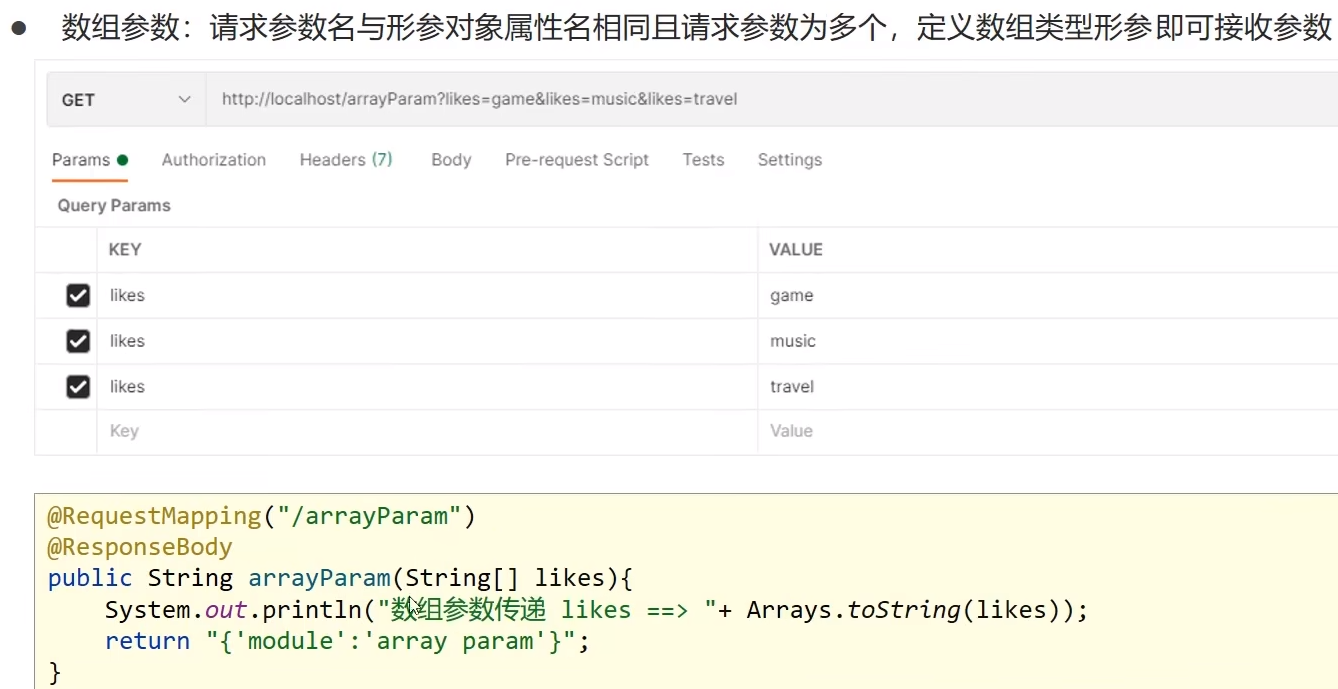 ● 数组参数：请求参数名与形参对象属性名相同且请求参数为多个，定义数组类型形参即可接收参数
GET http://localhost/arrayParam?likes=game&likes=music&likes=travel
Params Authorization Headers (7) Body Pre-request Script Tests Settings
Query Params
KEY VALUE
likes game
likes music
likes travel
Key Value
@RequestMapping("/arrayParam")
@ResponseBody
public String arrayParam(String[] likes){
    System.out.println("数组参数传递 likes ==> "+ Arrays.toString(likes));
    return "{'module':'array param'}";
}